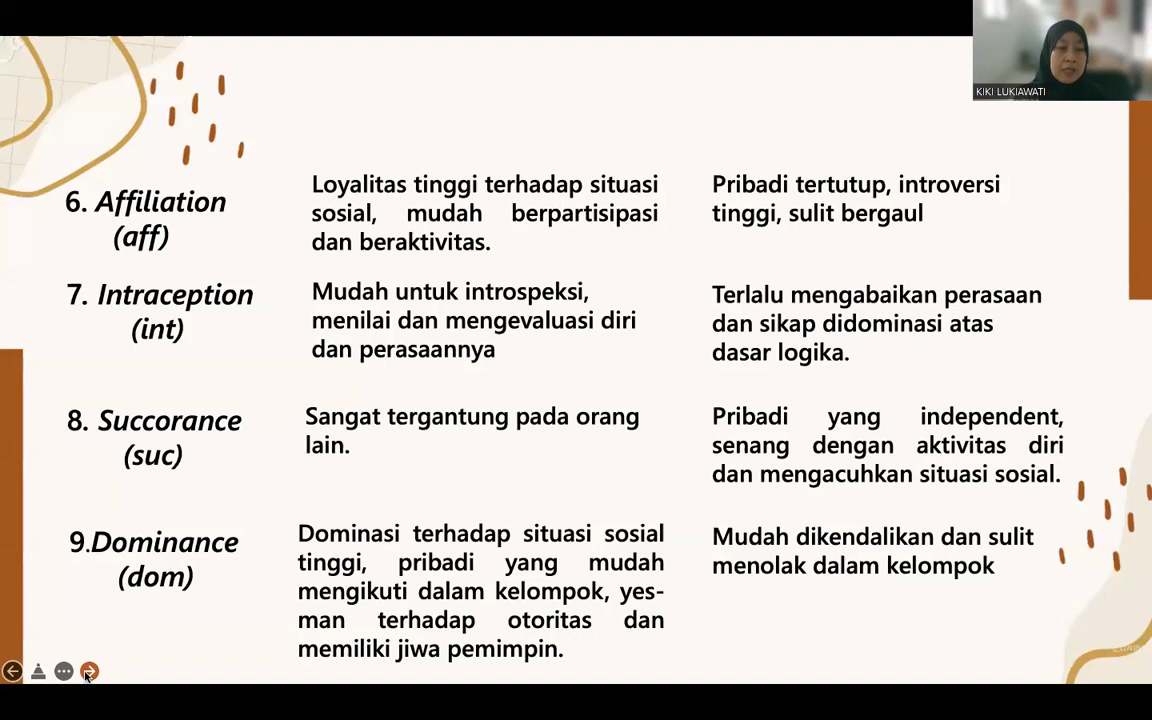 KIKI LUKIAWATI
6. Affiliation
(aff)
Loyalitas tinggi terhadap situasi
sosial, mudah berpartisipasi
dan beraktivitas.
Pribadi tertutup, introversi
tinggi, sulit bergaul
7. Intraception
(int)
Mudah untuk introspeksi,
menilai dan mengevaluasi diri
dan perasaannya
Terlalu mengabaikan perasaan
dan sikap didominasi atas
dasar logika.
8. Succorance
(suc)
Sangat tergantung pada orang
lain.
Pribadi yang independent,
senang dengan aktivitas diri
dan mengacuhkan situasi sosial.
9.Dominance
(dom)
Dominasi terhadap situasi sosial
tinggi, pribadi yang mudah
mengikuti dalam kelompok, yes-
man terhadap otoritas dan
memiliki jiwa pemimpin.
Mudah dikendalikan dan sulit
menolak dalam kelompok